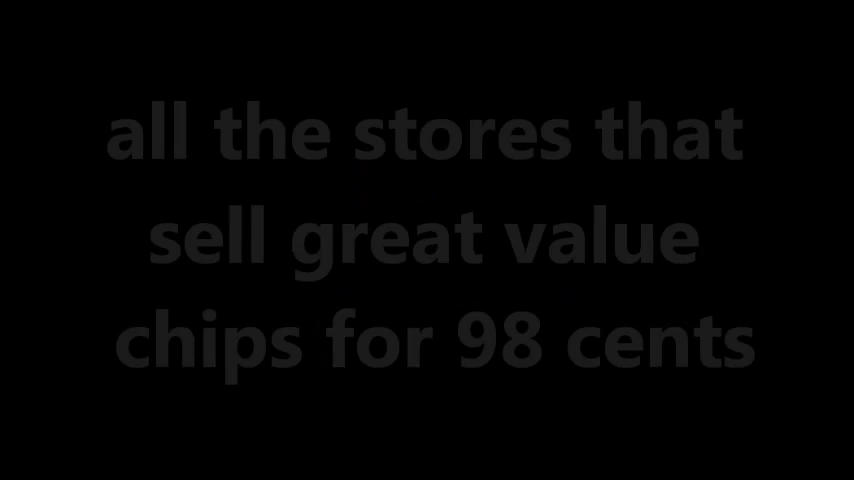 all the stores that
sell great value
chips for 98 cents